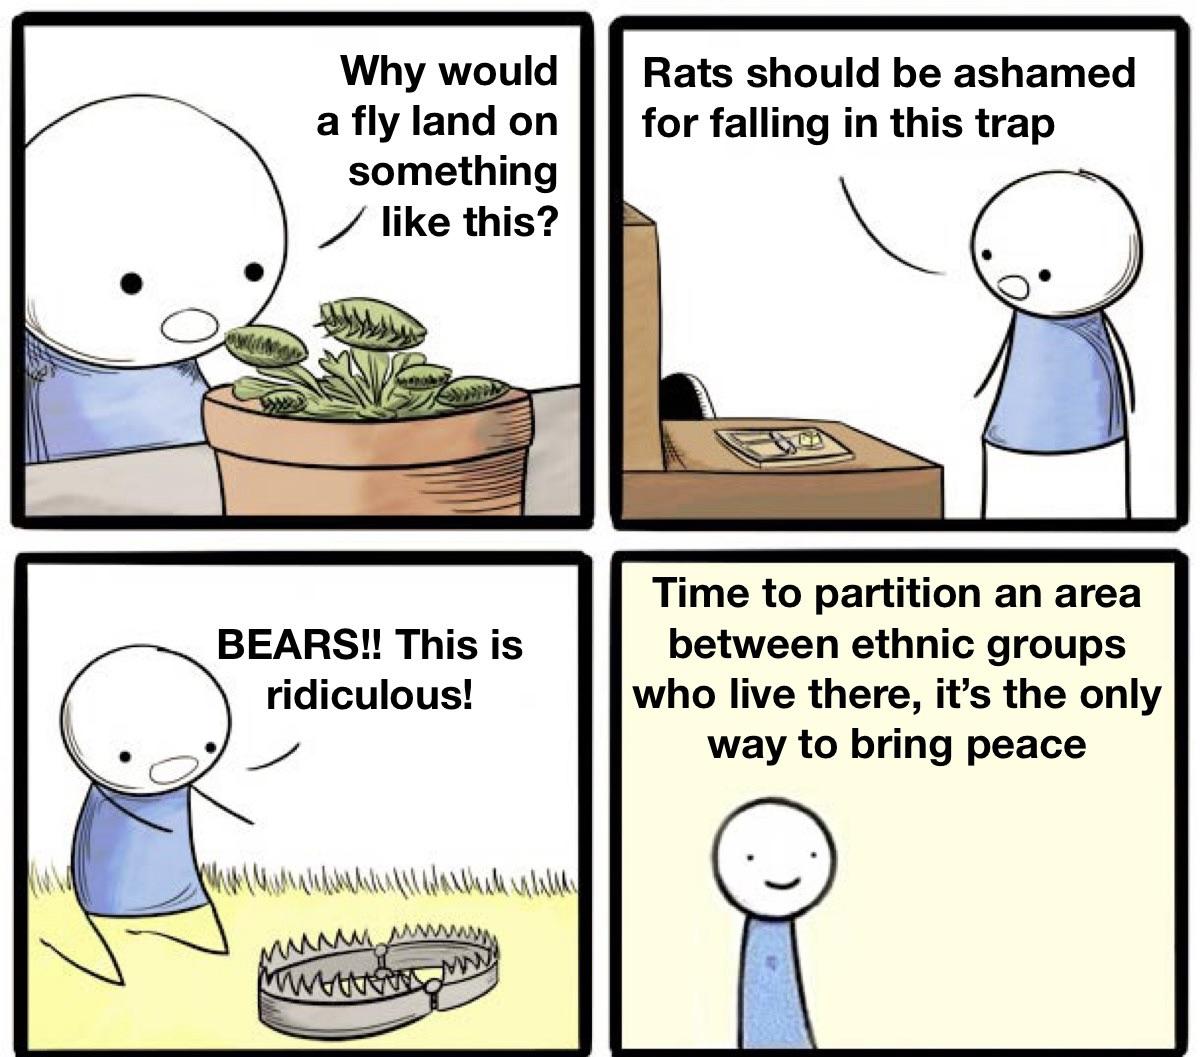 Why would
a fly land on
something
like this?
Rats should be ashamed
for falling in this trap
BEARS!! This is
ridiculous!
Time to partition an area
between ethnic groups
who live there, it’s the only
way to bring peace